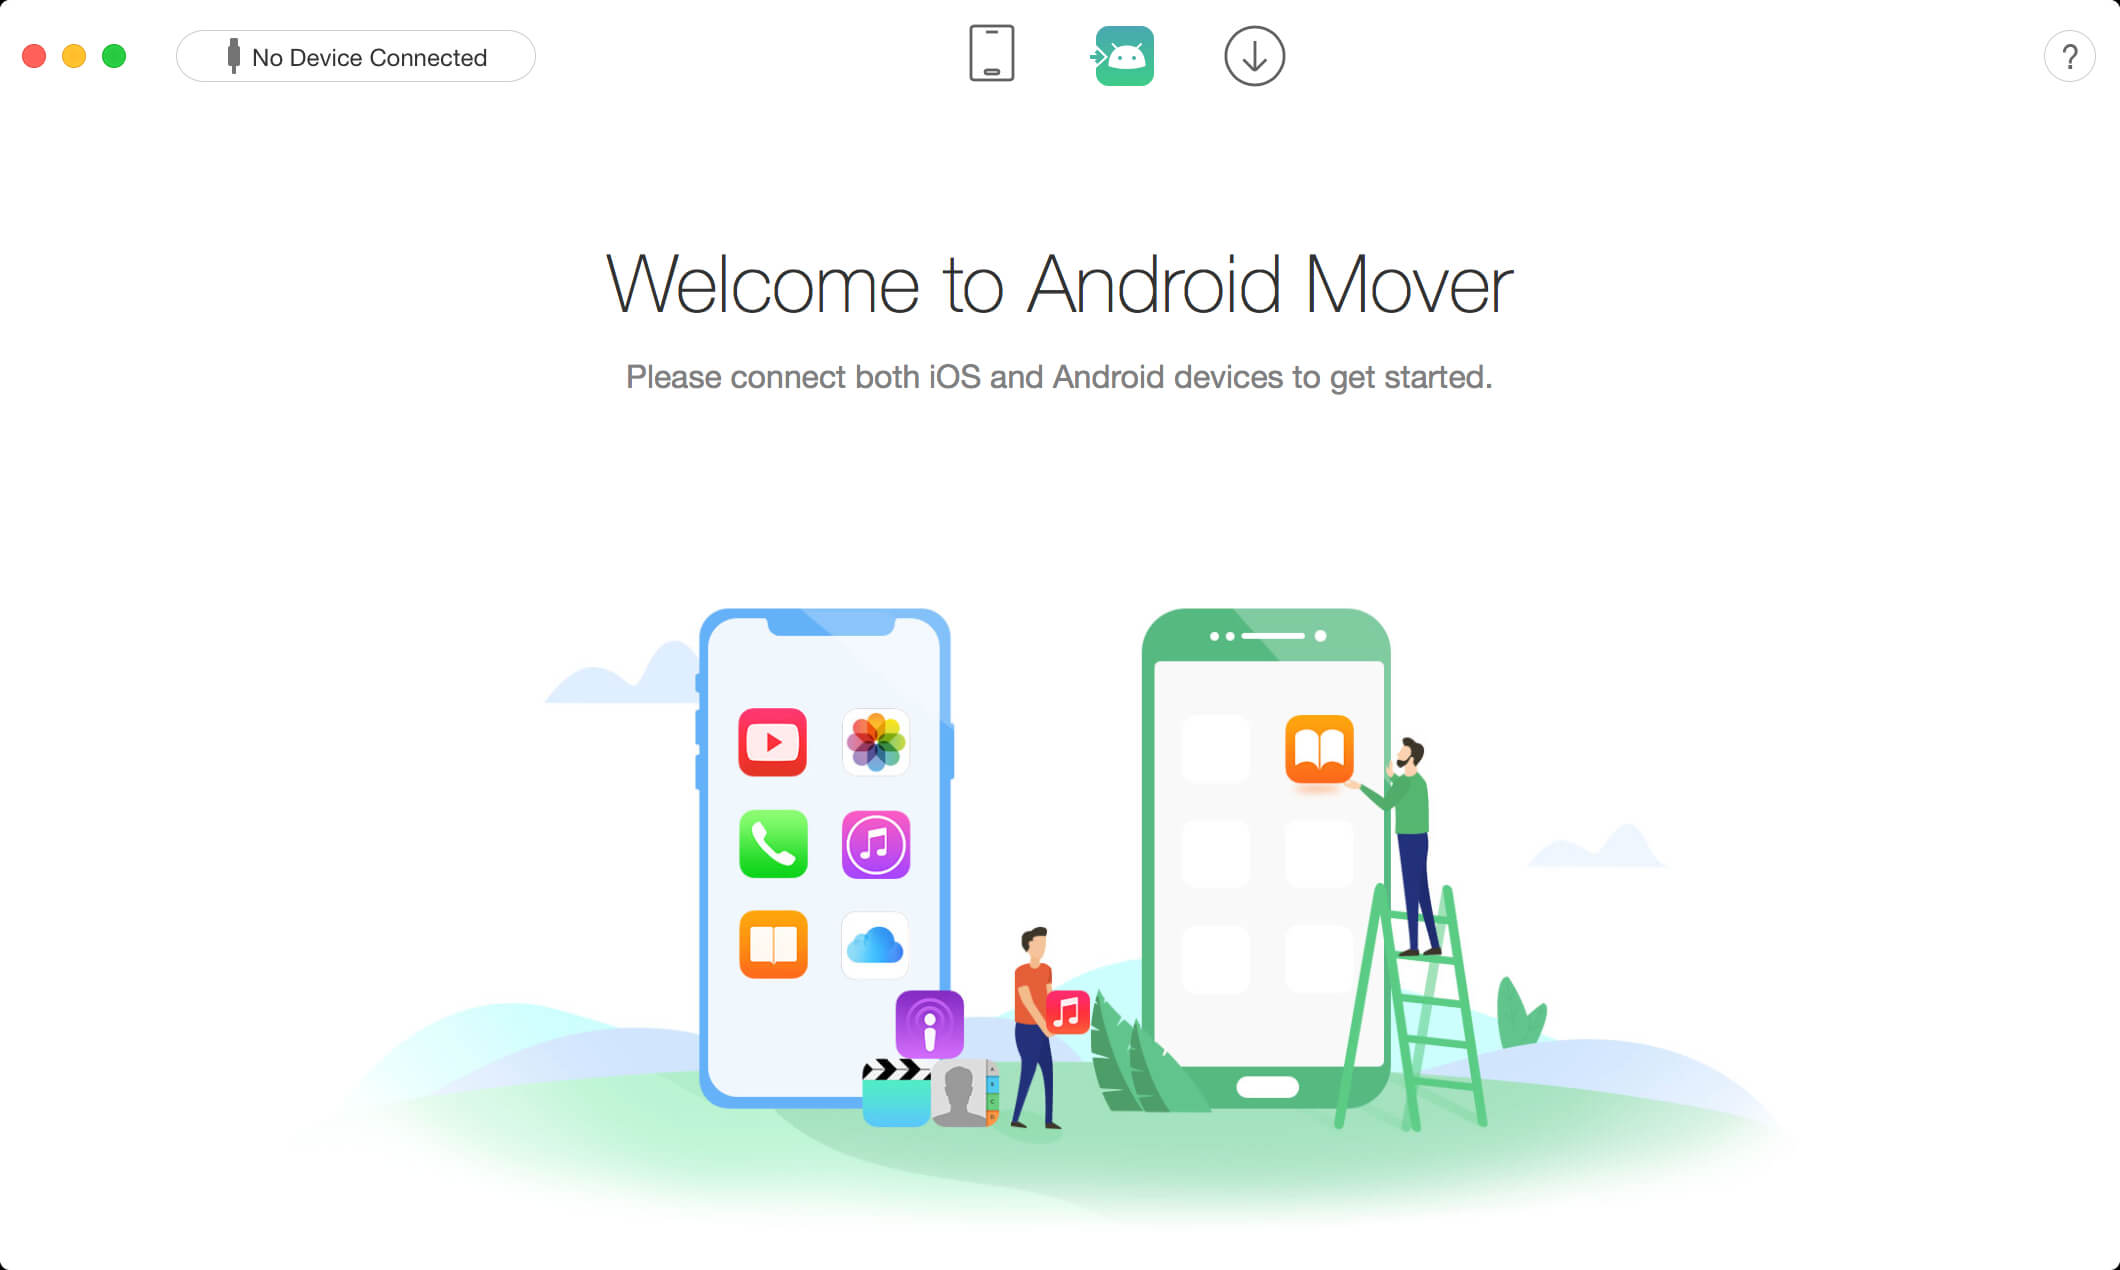 No Device Connected
?
Welcome to Android Mover
Please connect both iOS and Android devices to get started.